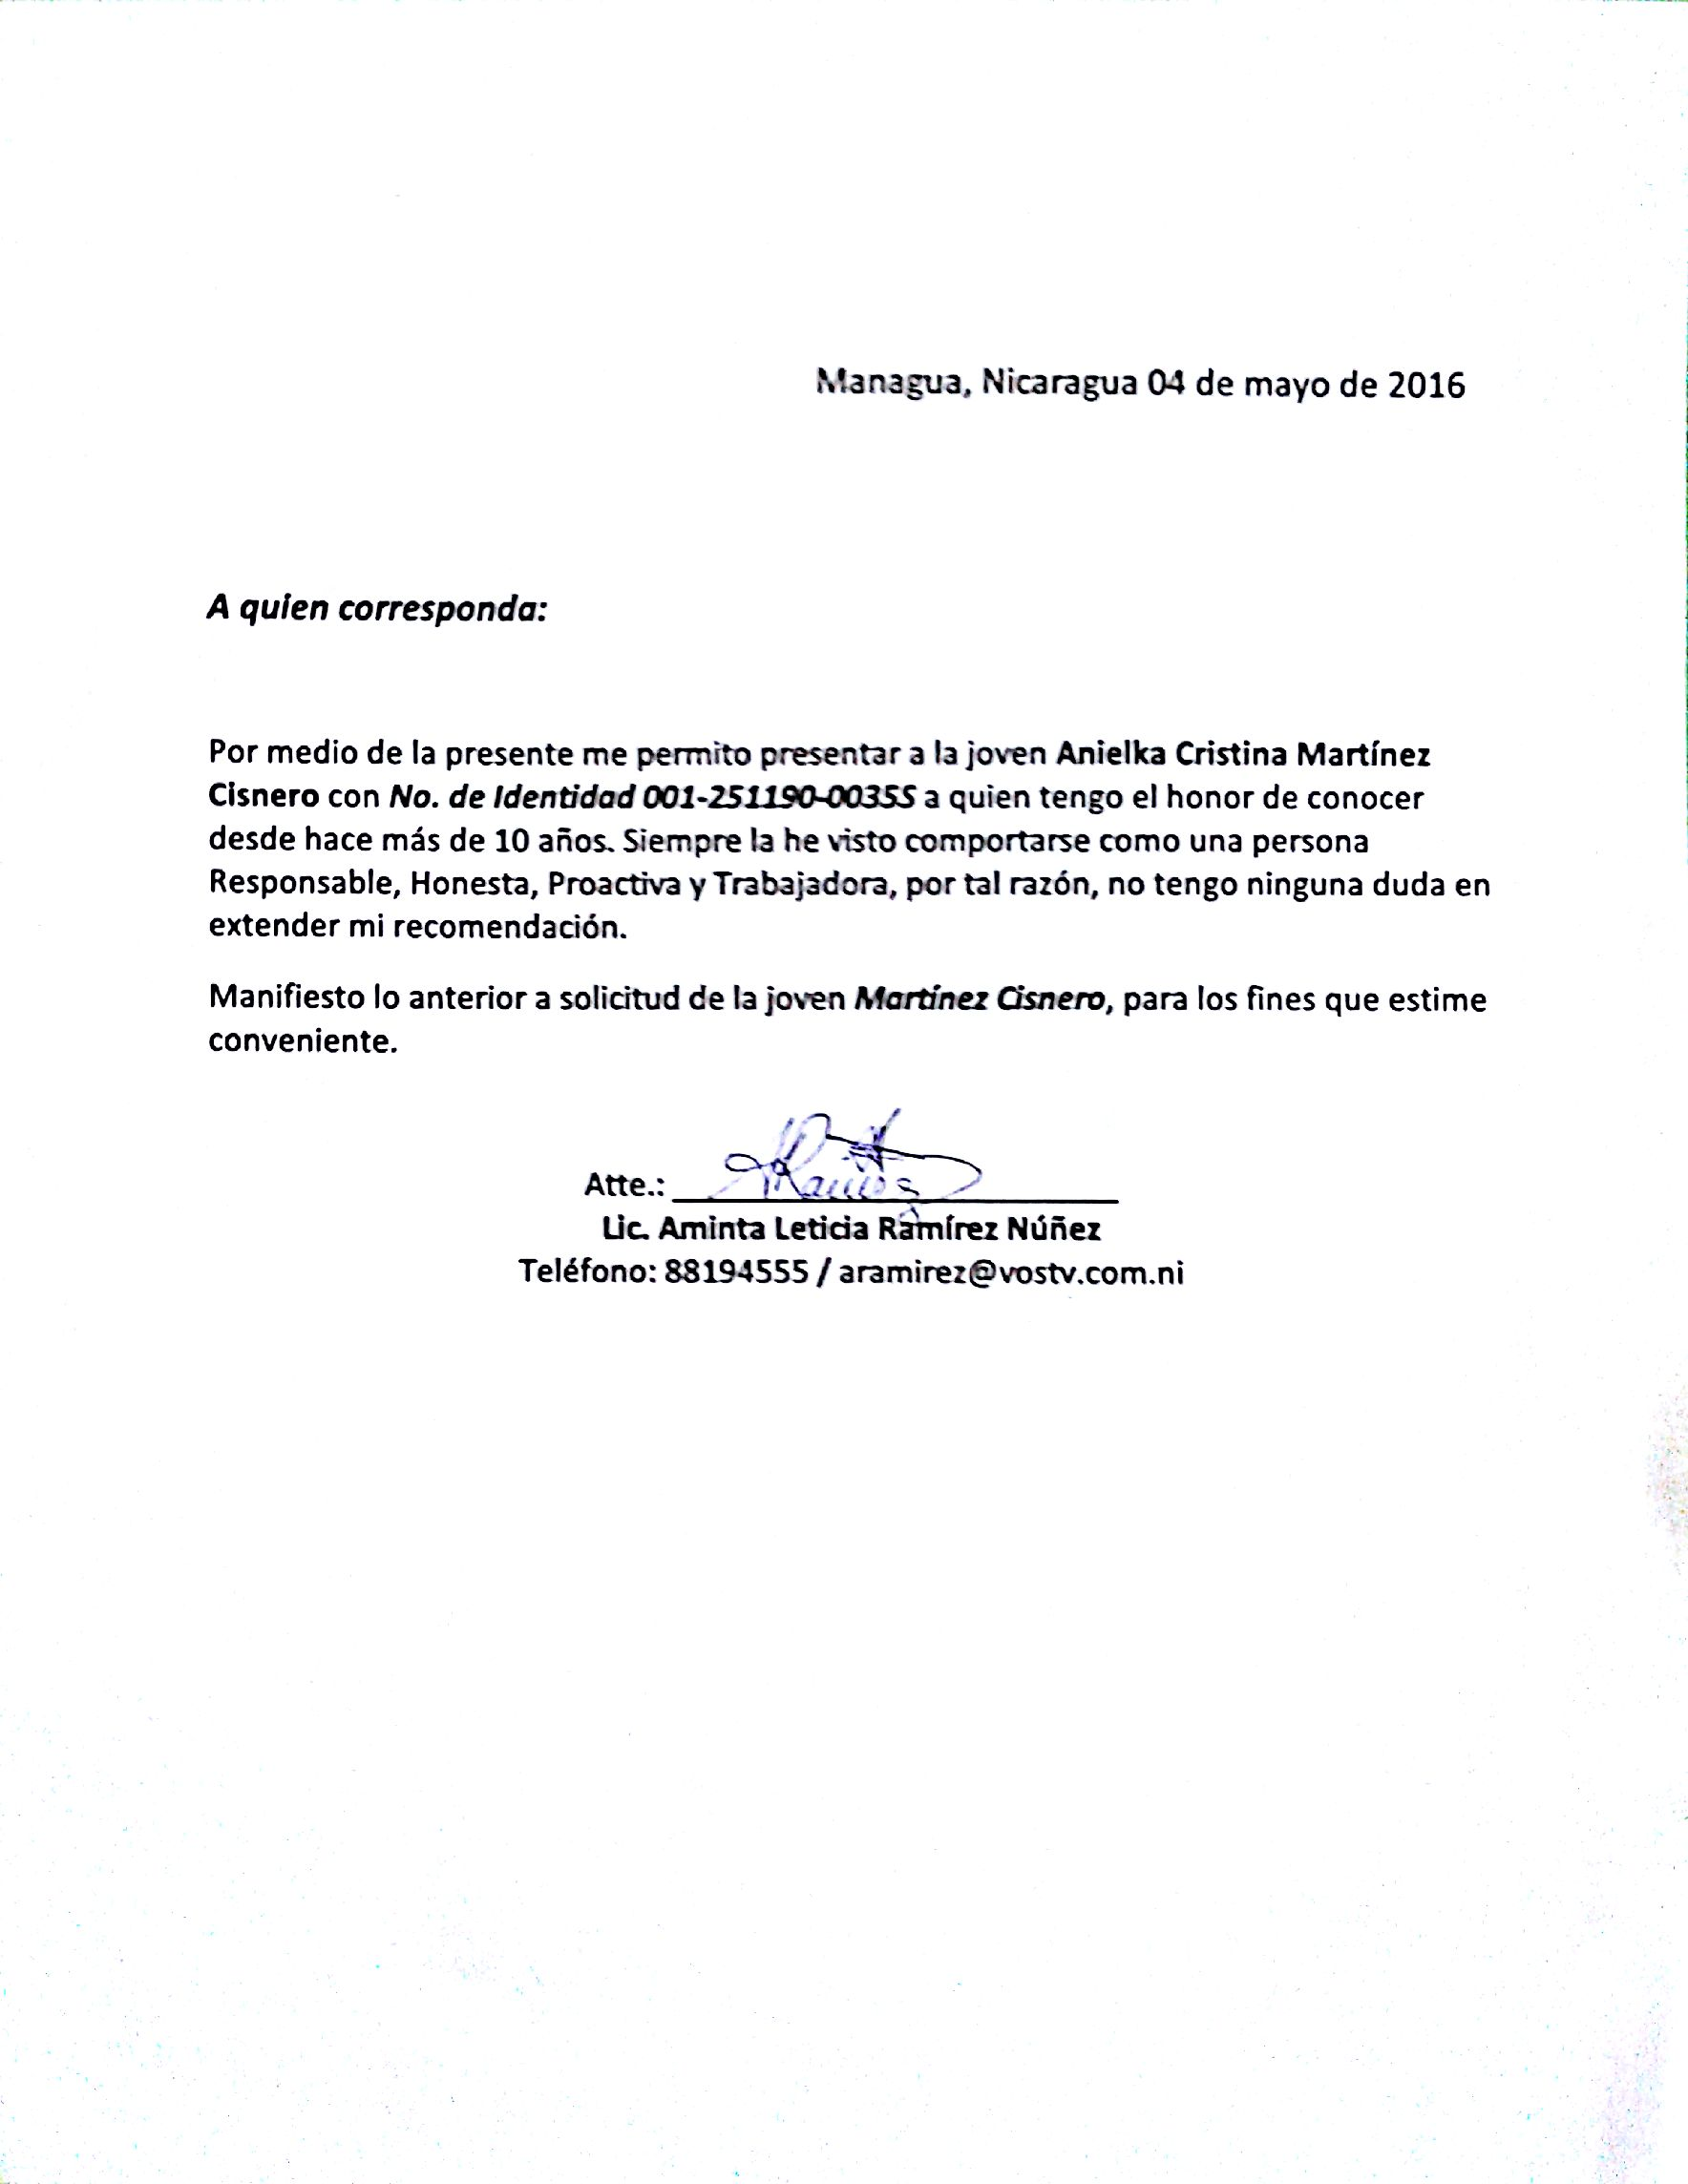 Managua, Nicaragua 04 de mayo de 2016
A quien corresponda:
Por medio de la presente me permito presentar a la joven Anielka Cristina Martínez
Cisnero con No. de Identidad 001-251190-0035S a quien tengo el honor de conocer
desde hace más de 10 años. Siempre la he visto comportarse como una persona
Responsable, Honesta, Proactiva y Trabajadora, por tal razón, no tengo ninguna duda en
extender mi recomendación.
Manifiesto lo anterior a solicitud de la joven Martínez Cisnero, para los fines que estime
conveniente.
Atte.:
Lic. Aminta Leticia Ramírez Núñez
Teléfono: 88194555 / aramirez@vostv.com.ni